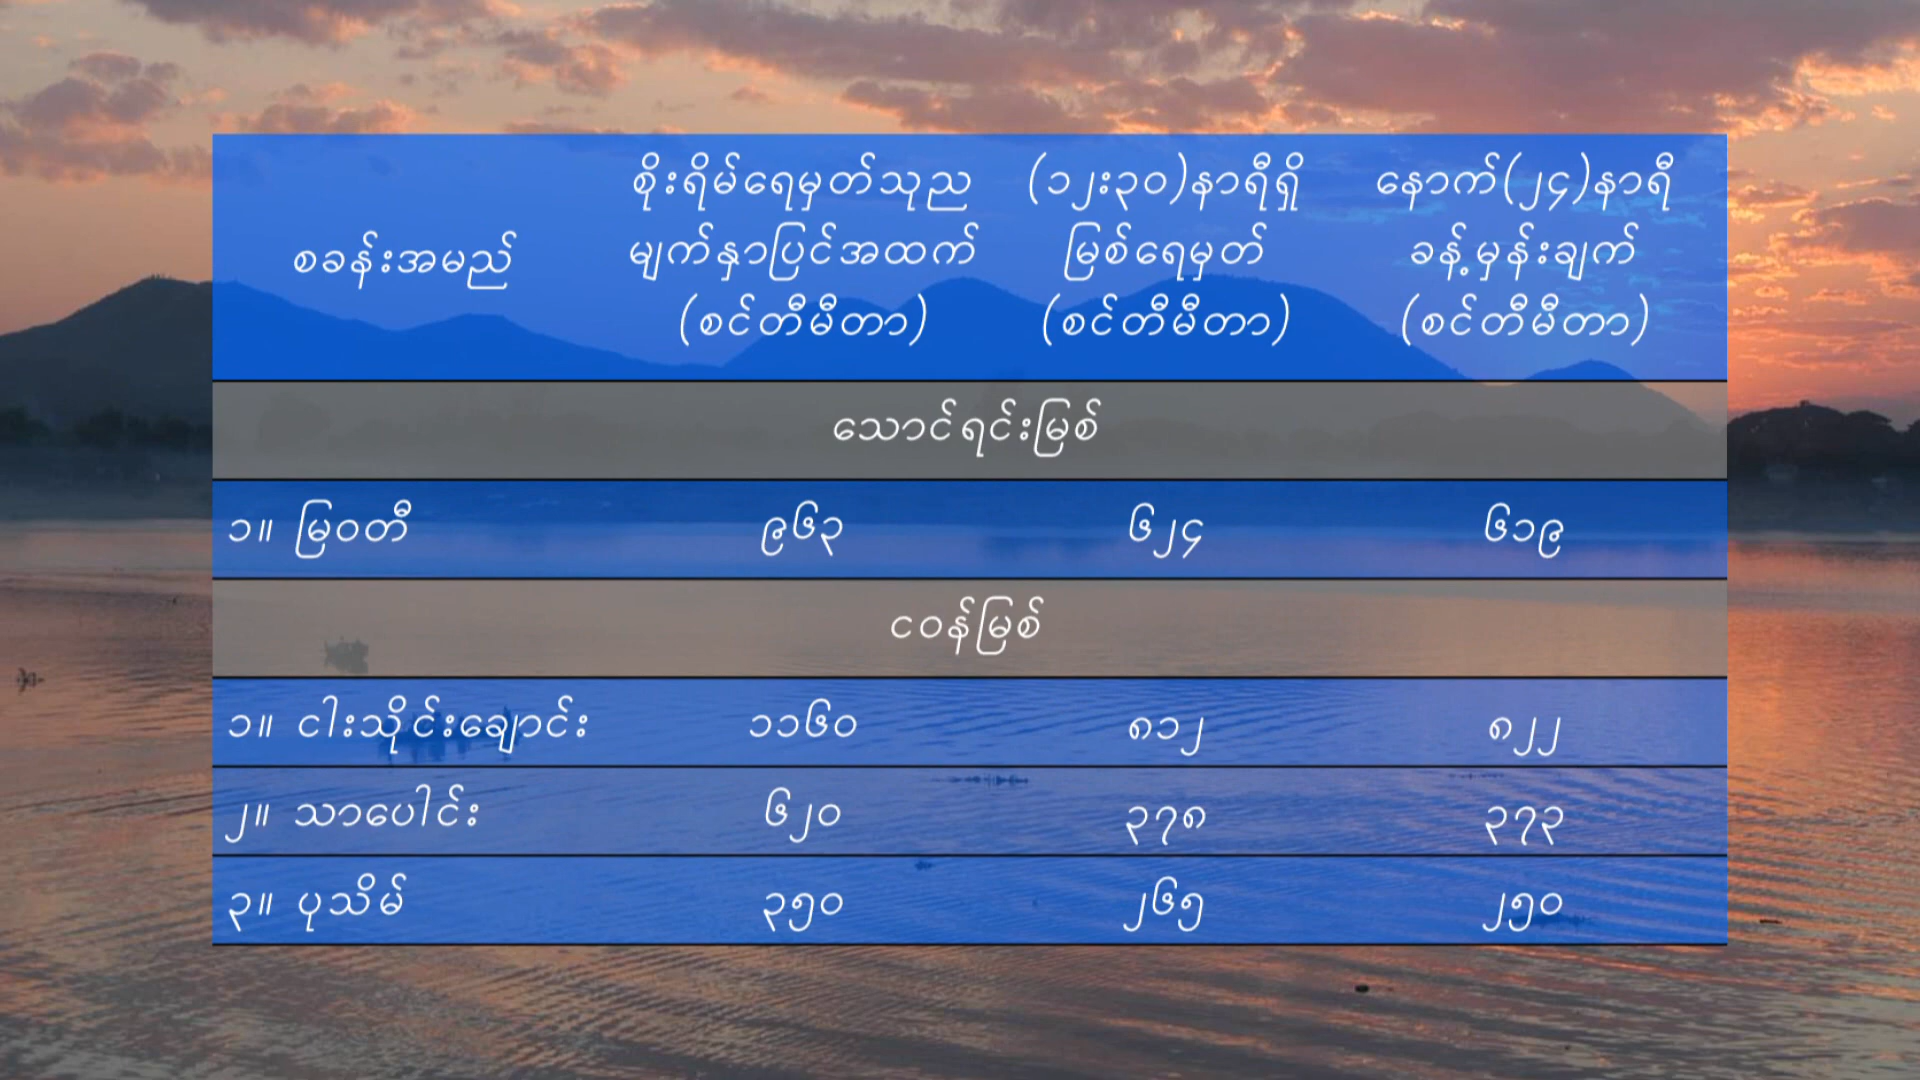 စခန်းအမည်
စိုးရိမ်ရေမှတ်သုည
မျက်နှာပြင်အထက်
(စင်တီမီတာ)
(၁၂း၃၀)နာရီရှိ
မြစ်ရေမှတ်
(စင်တီမီတာ)
နောက်(၂၄)နာရီ
ခန့်မှန်းချက်
(စင်တီမီတာ)
သောင်ရင်းမြစ်
၁။ မြဝတီ ၉၆၃ ၆၂၄ ၆၁၉
ငဝန်မြစ်
၁။ ငါးသိုင်းချောင်း ၁၁၆၀ ၈၁၂ ၈၂၂
၂။ သာပေါင်း ၆၂၀ ၃၇၈ ၃၇၃
၃။ ပုသိမ် ၃၅၀ ၂၆၅ ၂၅၀